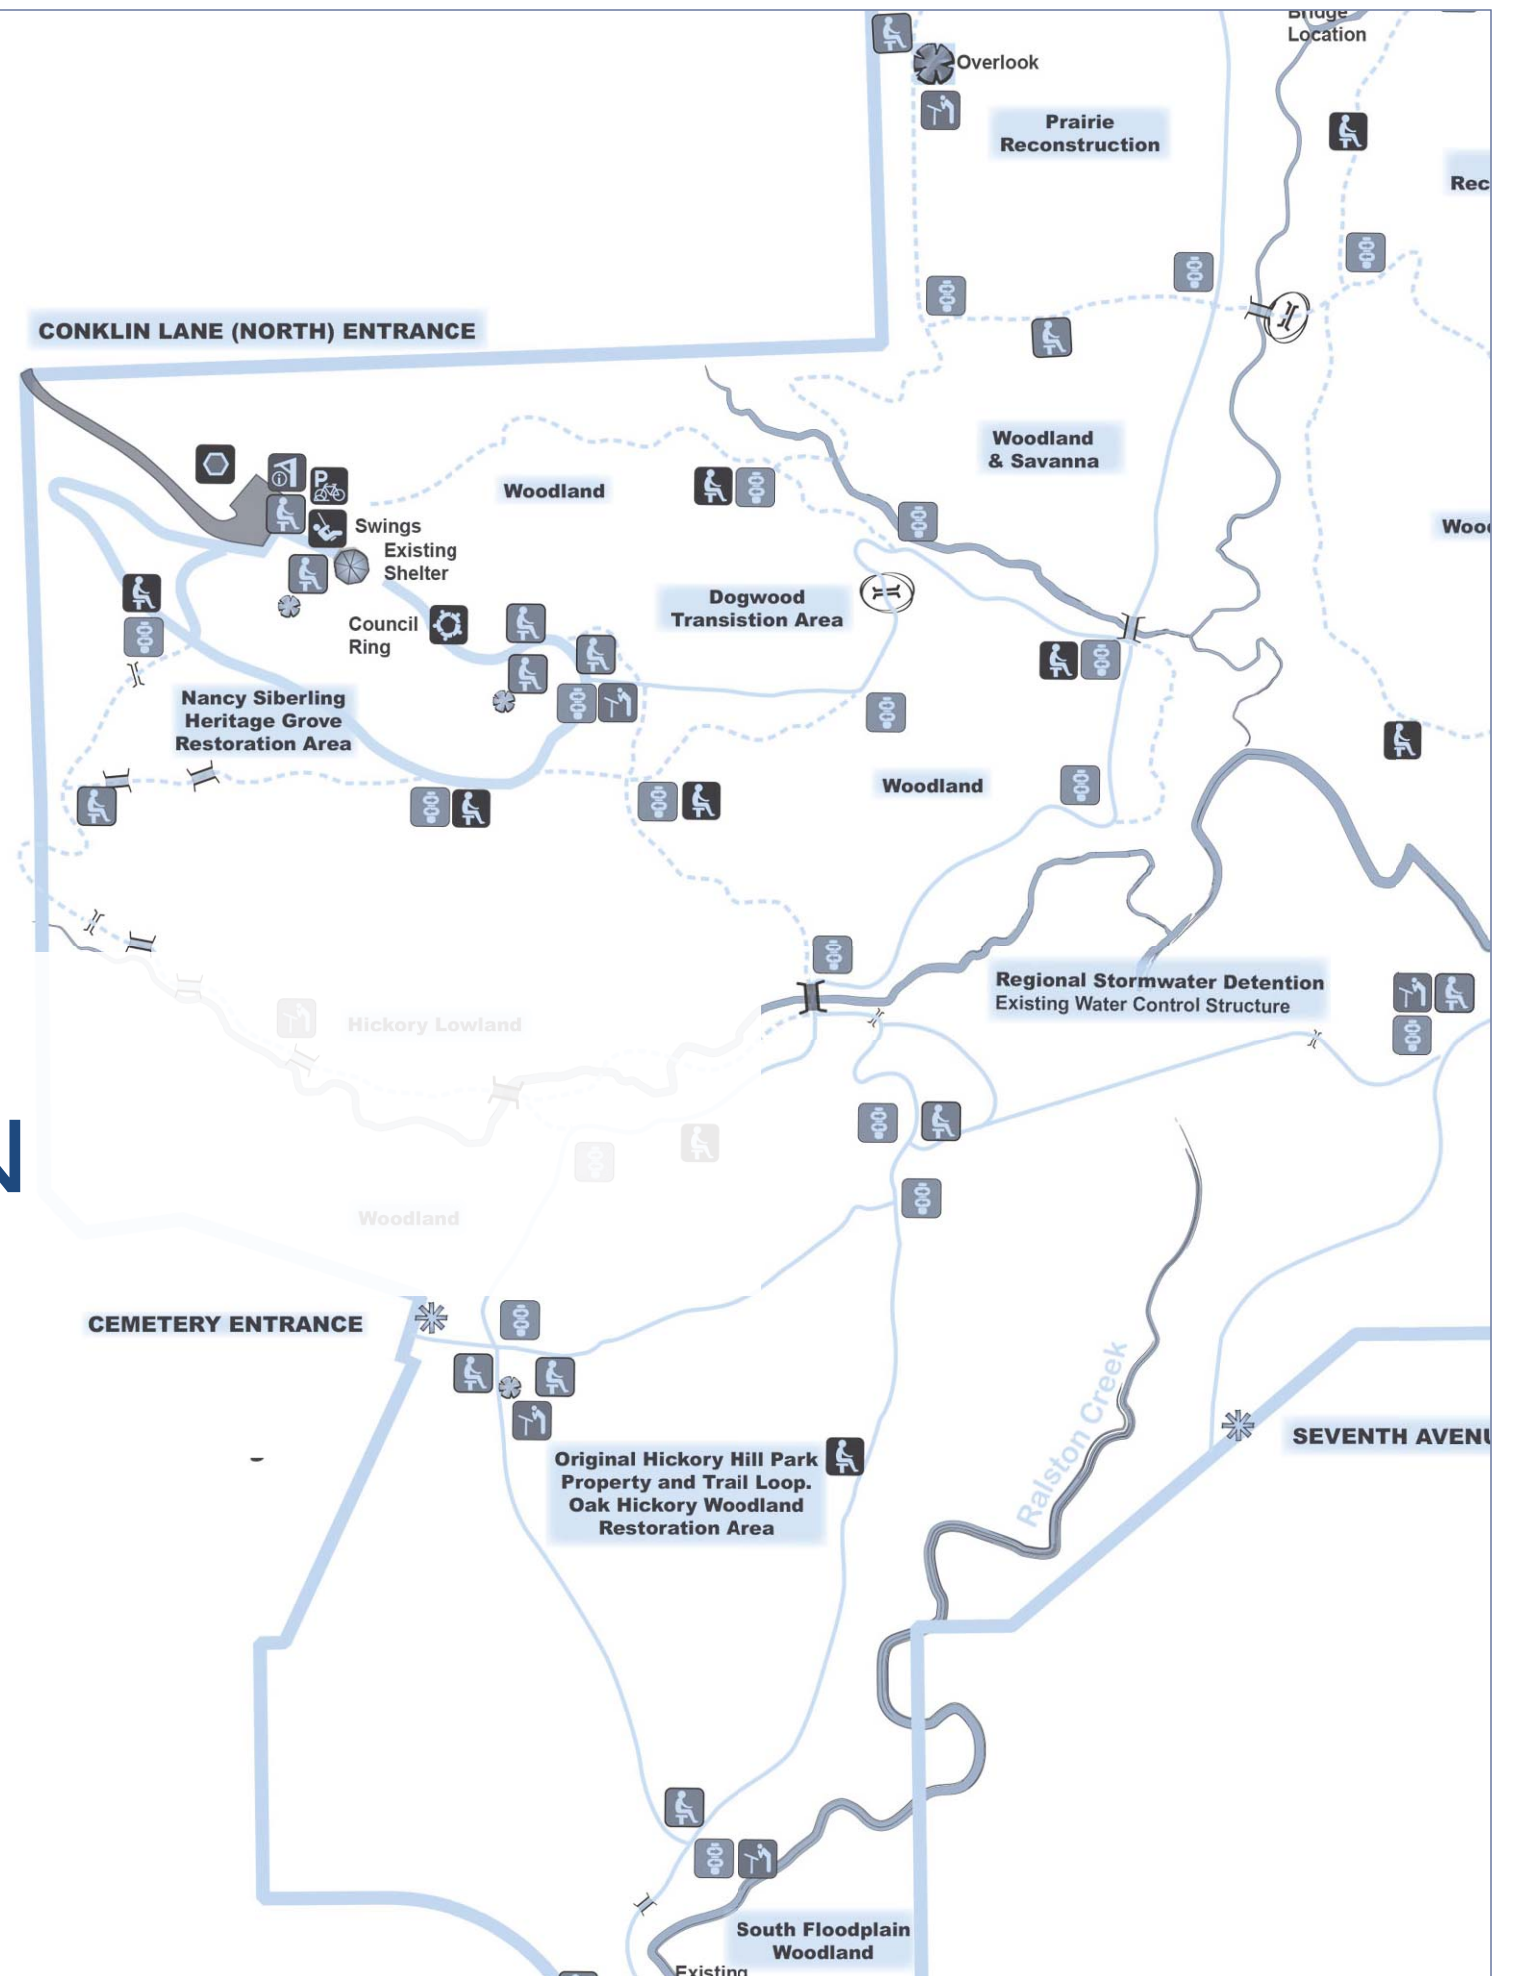 Bridge
Location
Overlook
Prairie
Reconstruction
Rec
CONKLIN LANE (NORTH) ENTRANCE
Woodland
& Savanna
Woodland
P
i
Swings
Existing
Shelter
Woo
Dogwood
Transistion Area
Council
Ring
Nancy Siberling
Heritage Grove
Restoration Area
Woodland
Regional Stormwater Detention
Existing Water Control Structure
Hickory Lowland
N
Woodland
CEMETERY ENTRANCE
Ralston Creek
SEVENTH AVENU
Original Hickory Hill Park
Property and Trail Loop.
Oak Hickory Woodland
Restoration Area
South Floodplain
Woodland
Existing